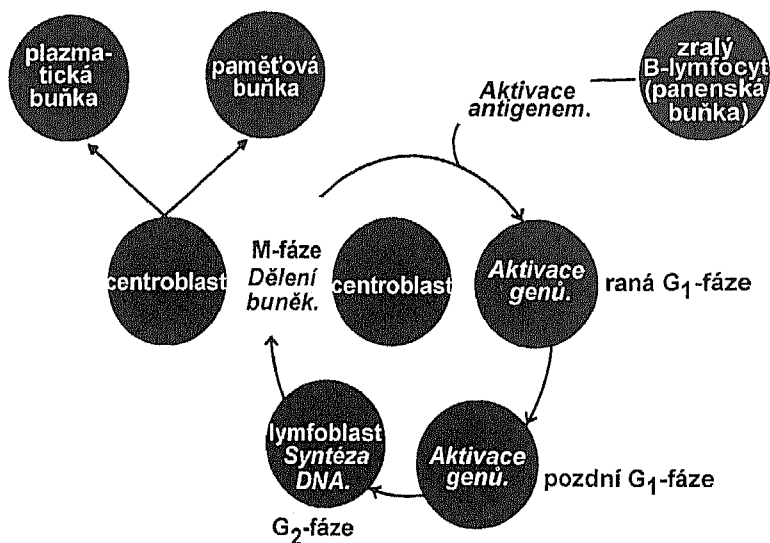 plazma-
tická
buňka
paměťová
buňka
zralý
B-lymfocyt
(panenská
buňka)
Aktivace
antigenem.
centroblast
M-fáze
Dělení
buněk.
centroblast
Aktivace
genů.
raná G₁-fáze
lymfoblast
Syntéza
DNA.
G₂-fáze
Aktivace
genů.
pozdní G₁-fáze